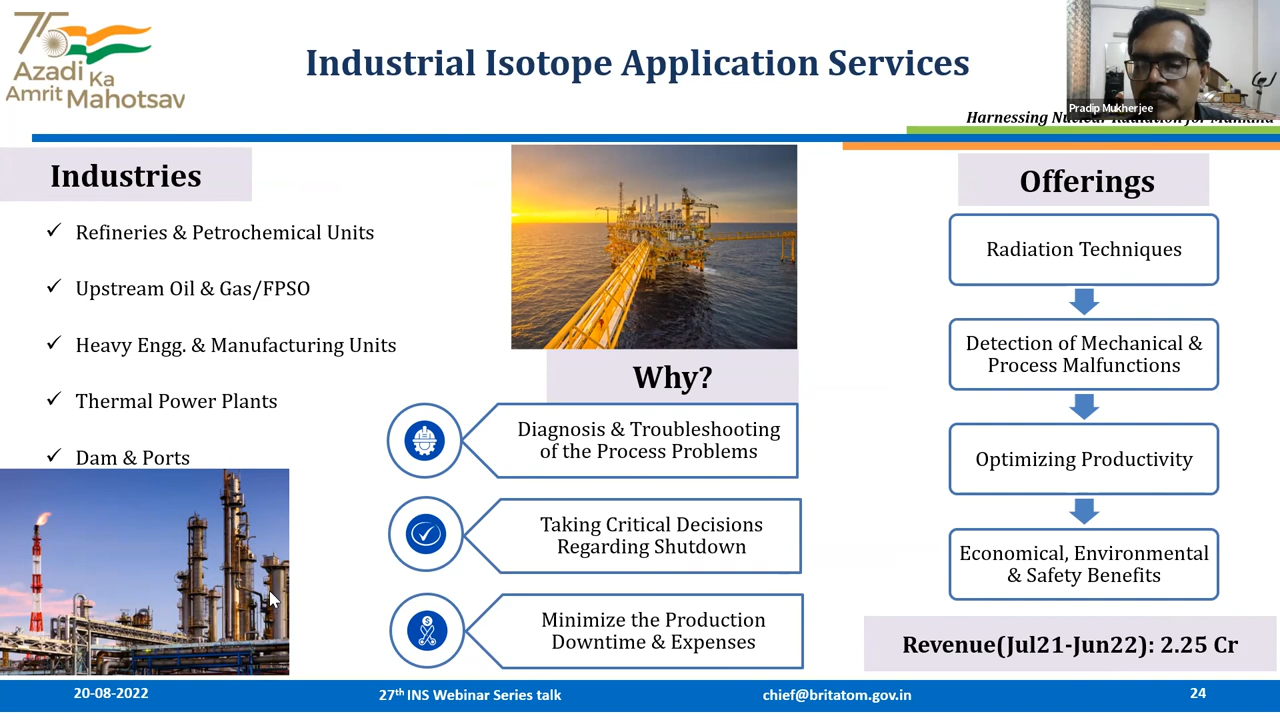 75
Azadi Ka
Amrit Mahotsav
Industrial Isotope Application Services
Pradip Mukherjee
Harnessing Nuclear Radiation for Mankind
Industries
✓ Refineries & Petrochemical Units
✓ Upstream Oil & Gas/FPSO
✓ Heavy Engg. & Manufacturing Units
✓ Thermal Power Plants
✓ Dam & Ports
Why?
Diagnosis & Troubleshooting
of the Process Problems
Taking Critical Decisions
Regarding Shutdown
Minimize the Production
Downtime & Expenses
Offerings
Radiation Techniques
Detection of Mechanical &
Process Malfunctions
Optimizing Productivity
Economical, Environmental
& Safety Benefits
Revenue(Jul21-Jun22): 2.25 Cr
20-08-2022
27th INS Webinar Series talk
chief@britatom.gov.in
24